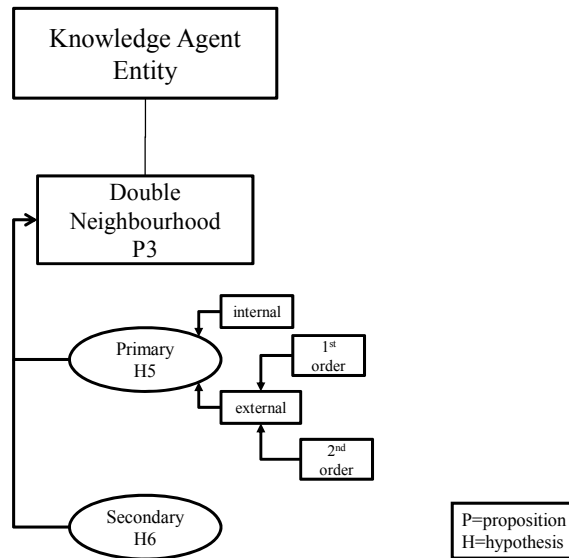 Knowledge Agent
Entity
Double
Neighbourhood
P3
internal
Primary
H5
1st
order
external
2nd
order
Secondary
H6
P=proposition
H=hypothesis